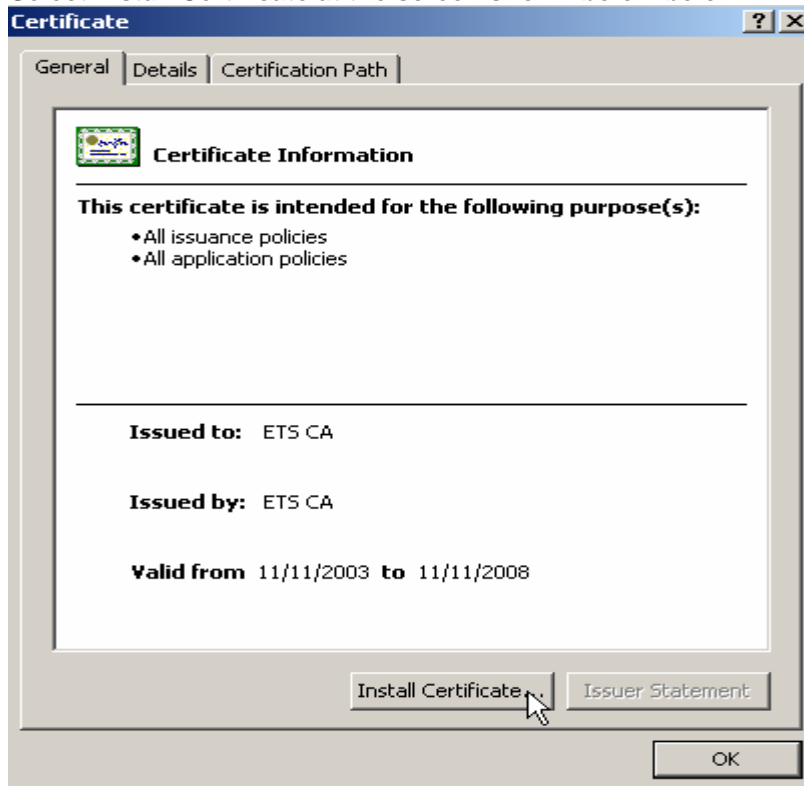 Certificate
General Details Certification Path
Certificate Information
This certificate is intended for the following purpose(s):
•All issuance policies
•All application policies
Issued to: ETS CA
Issued by: ETS CA
Valid from 11/11/2003 to 11/11/2008
Install Certificate... Issuer Statement
OK